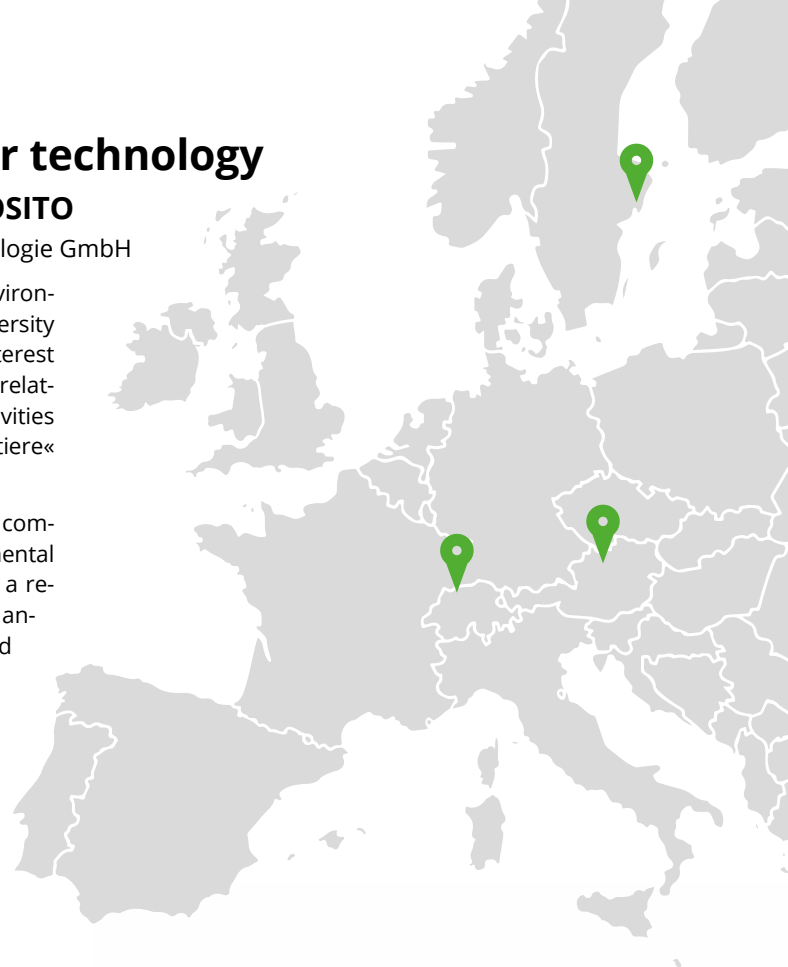 r technology
OSITO
logie GmbH
viron-
ersity
terest
relat-
vities
tiere«
com-
mental
a re-
an-
d